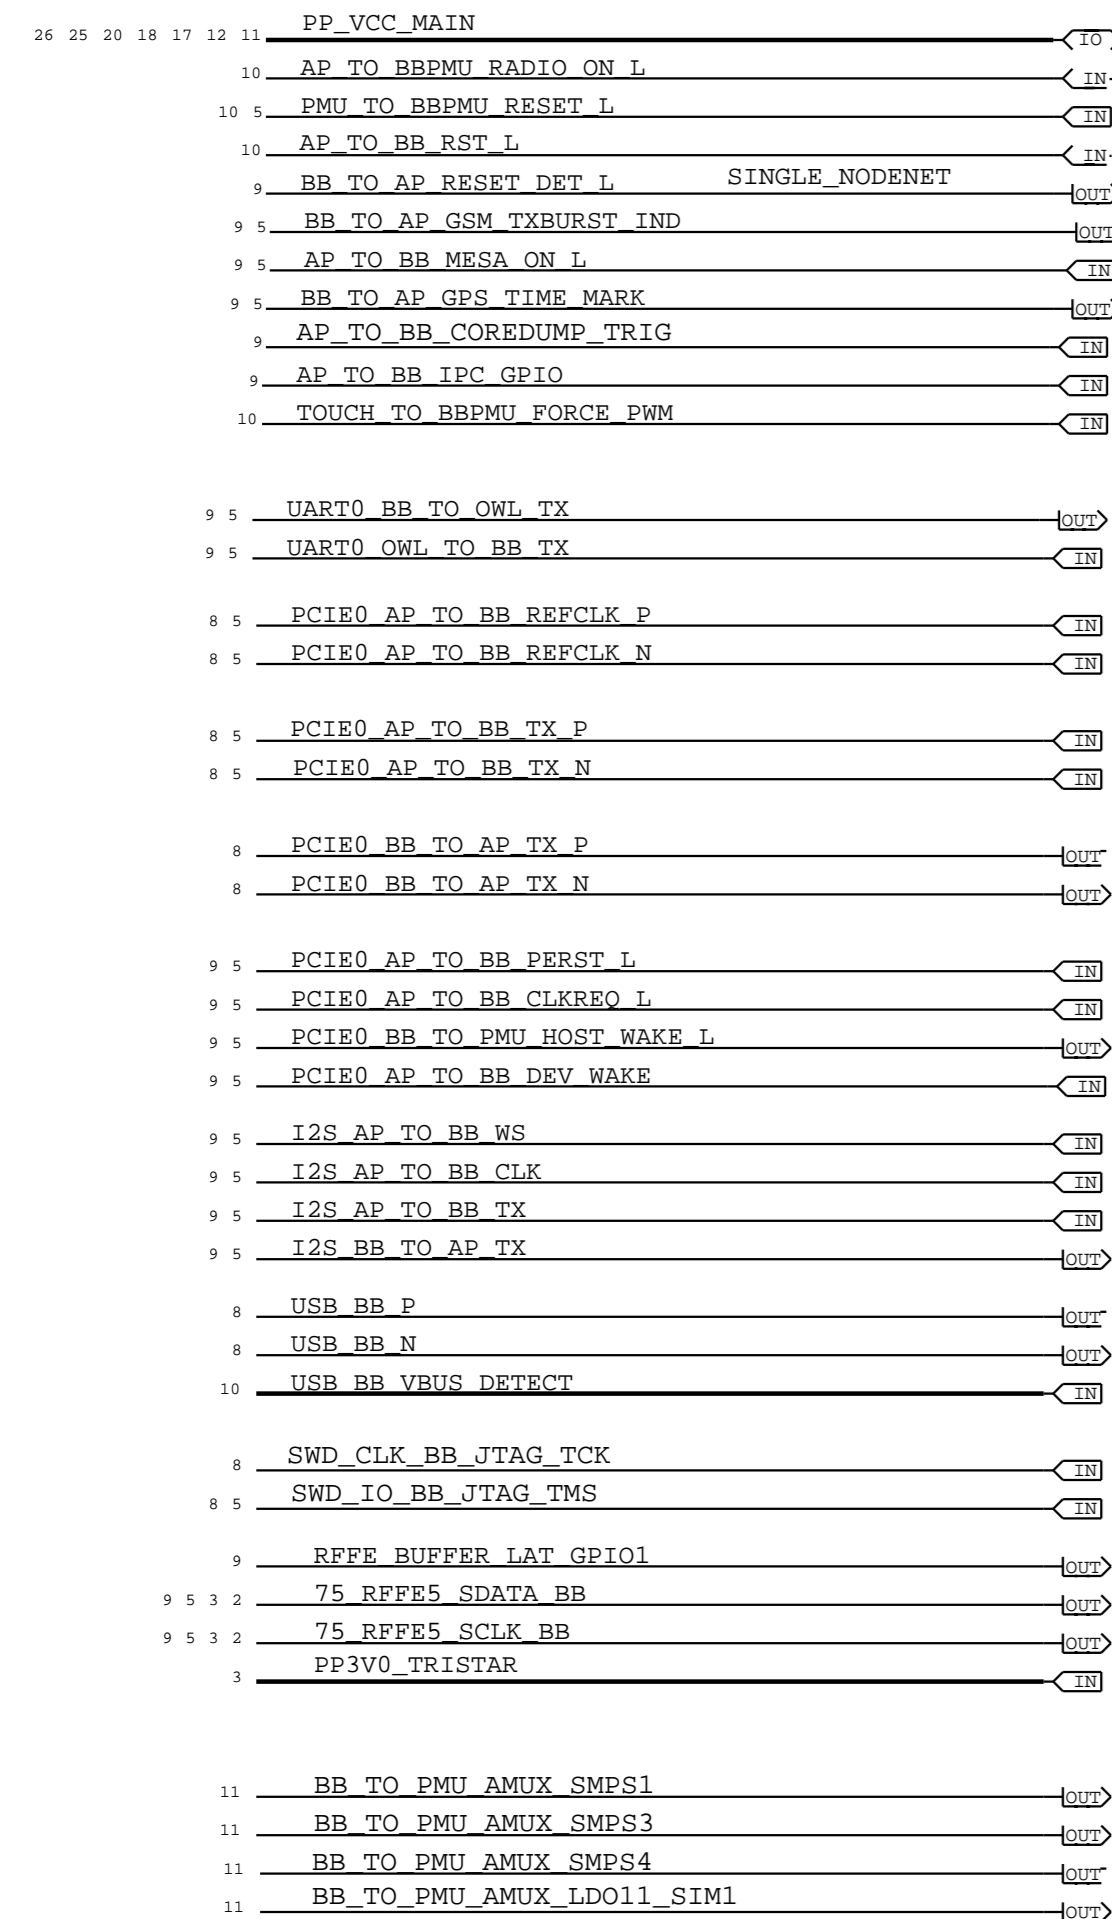 26 25 20 18 17 12 11 PP_VCC_MAIN IO
10 AP_TO_BBPMU_RADIO_ON_L IN
10 5 PMU_TO_BBPMU_RESET_L IN
10 AP_TO_BB_RST_L IN
9 BB_TO_AP_RESET_DET_L SINGLE_NODENET OUT
9 5 BB_TO_AP_GSM_TXBURST_IND OUT
9 5 AP_TO_BB_MESA_ON_L IN
9 5 BB_TO_AP_GPS_TIME_MARK OUT
9 AP_TO_BB_COREDUMP_TRIG IN
9 AP_TO_BB_IPC_GPIO IN
10 TOUCH_TO_BBPMU_FORCE_PWM IN
9 5 UART0_BB_TO_OWL_TX OUT
9 5 UART0_OWL_TO_BB_TX IN
8 5 PCIE0_AP_TO_BB_REFCLK_P IN
8 5 PCIE0_AP_TO_BB_REFCLK_N IN
8 5 PCIE0_AP_TO_BB_TX_P IN
8 5 PCIE0_AP_TO_BB_TX_N IN
8 PCIE0_BB_TO_AP_TX_P OUT
8 PCIE0_BB_TO_AP_TX_N OUT
9 5 PCIE0_AP_TO_BB_PERST_L IN
9 5 PCIE0_AP_TO_BB_CLKREQ_L IN
9 5 PCIE0_BB_TO_PMU_HOST_WAKE_L OUT
9 5 PCIE0_AP_TO_BB_DEV_WAKE IN
9 5 I2S_AP_TO_BB_WS IN
9 5 I2S_AP_TO_BB_CLK IN
9 5 I2S_AP_TO_BB_TX IN
9 5 I2S_BB_TO_AP_TX OUT
8 USB_BB_P OUT
8 USB_BB_N OUT
10 USB_BB_VBUS_DETECT IN
8 SWD_CLK_BB_JTAG_TCK IN
8 5 SWD_IO_BB_JTAG_TMS IN
9 RFFE_BUFFER_LAT_GPIO1 OUT
9 5 3 2 75_RFFE5_SDATA_BB OUT
9 5 3 2 75_RFFE5_SCLK_BB OUT
3 PP3V0_TRISTAR IN
11 BB_TO_PMU_AMUX_SMPS1 OUT
11 BB_TO_PMU_AMUX_SMPS3 OUT
11 BB_TO_PMU_AMUX_SMPS4 OUT
11 BB_TO_PMU_AMUX_LDO11_SIM1 OUT